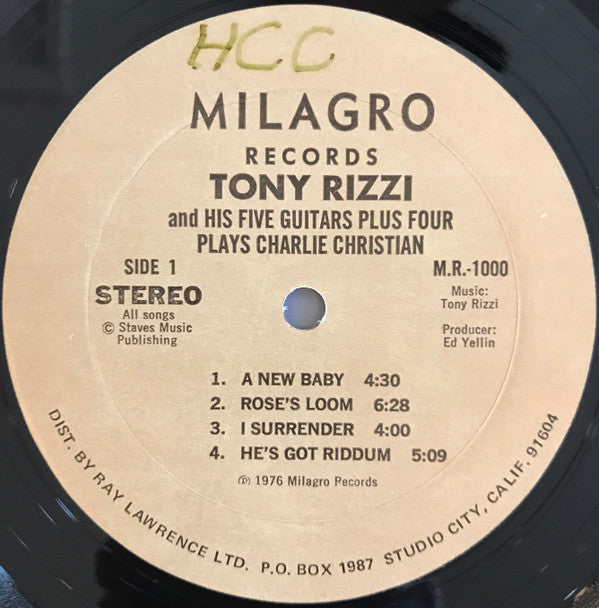 HCC
MILAGRO
RECORDS
TONY RIZZI
and HIS FIVE GUITARS PLUS FOUR
PLAYS CHARLIE CHRISTIAN
SIDE 1
STEREO
All songs
© Staves Music
Publishing
M.R.-1000
Music:
Tony Rizzi
Producer:
Ed Yellin
1. A NEW BABY 4:30
2. ROSE'S LOOM 6:28
3. I SURRENDER 4:00
4. HE'S GOT RIDDUM 5:09
℗ 1976 Milagro Records
DIST. BY RAY LAWRENCE LTD. P.O. BOX 1987 STUDIO CITY, CALIF. 91604